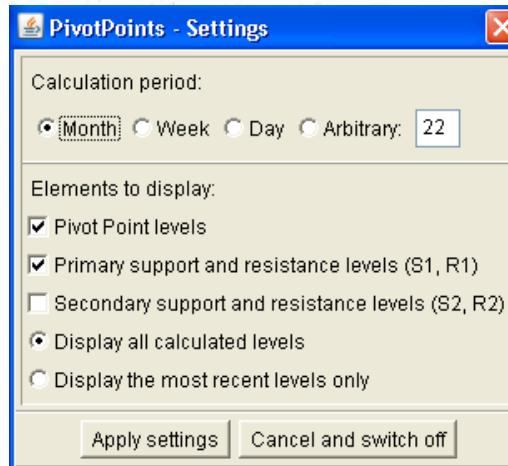 PivotPoints - Settings
Calculation period:
Month Week Day Arbitrary: 22
Elements to display:
Pivot Point levels
Primary support and resistance levels (S1, R1)
Secondary support and resistance levels (S2, R2)
Display all calculated levels
Display the most recent levels only
Apply settings Cancel and switch off